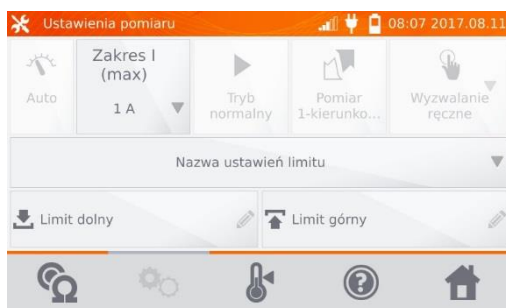 Ustawienia pomiaru
08:07 2017.08.11
Auto
Zakres I
(max)
1 A
Tryb
normalny
Pomiar
1-kierunko...
Wyzwalanie
ręczne
Nazwa ustawień limitu
Limit dolny
Limit górny